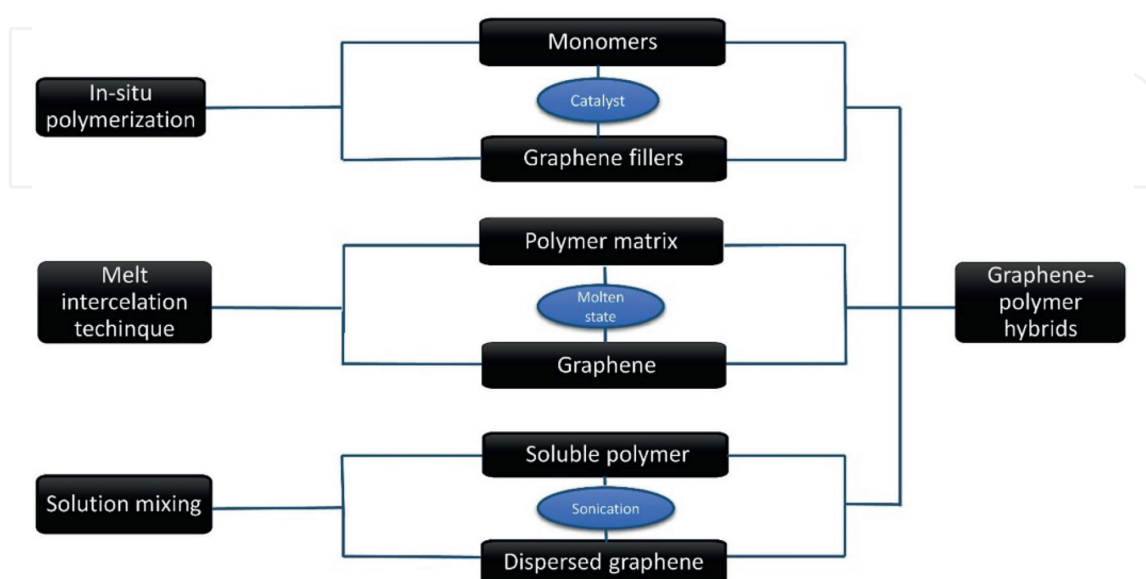 In-situ
polymerization
Monomers
Catalyst
Graphene fillers
Melt
intercelation
techinque
Polymer matrix
Molten
state
Graphene
Solution mixing
Soluble polymer
Sonication
Dispersed graphene
Graphene-
polymer
hybrids